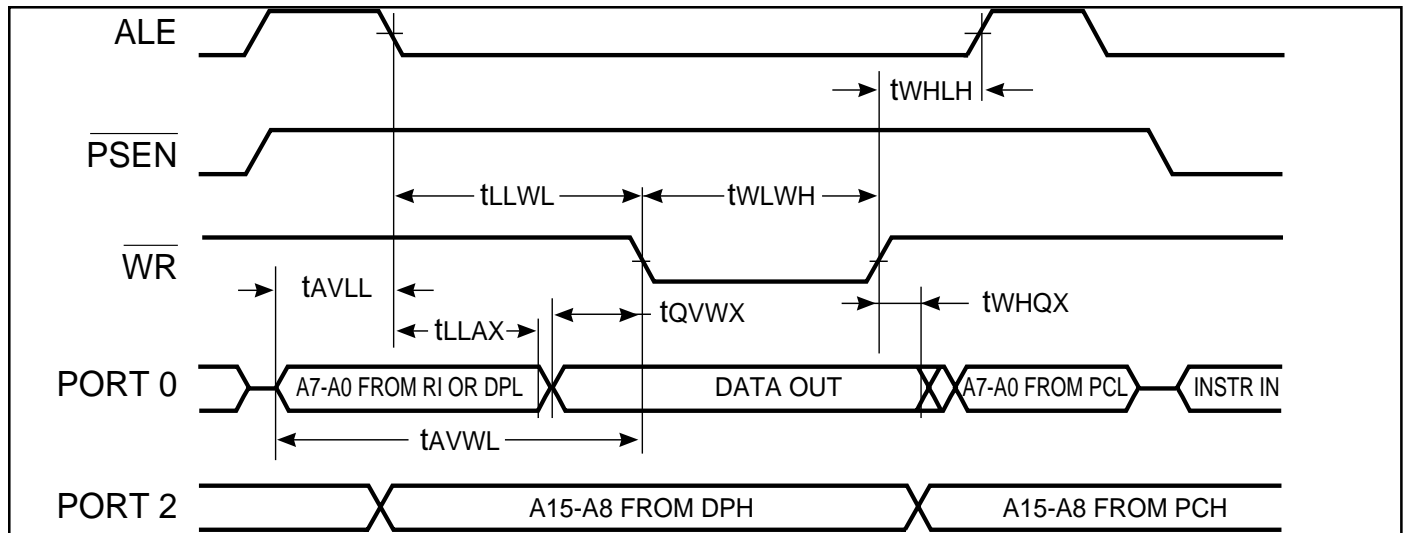 ALE
tWHLH
PSEN
tLLWL
tWLWH
WR
tAVLL
tQVWX
tWHQX
tLLAX
PORT 0
A7-A0 FROM RI OR DPL
DATA OUT
A7-A0 FROM PCL
INSTR IN
tAVWL
PORT 2
A15-A8 FROM DPH
A15-A8 FROM PCH